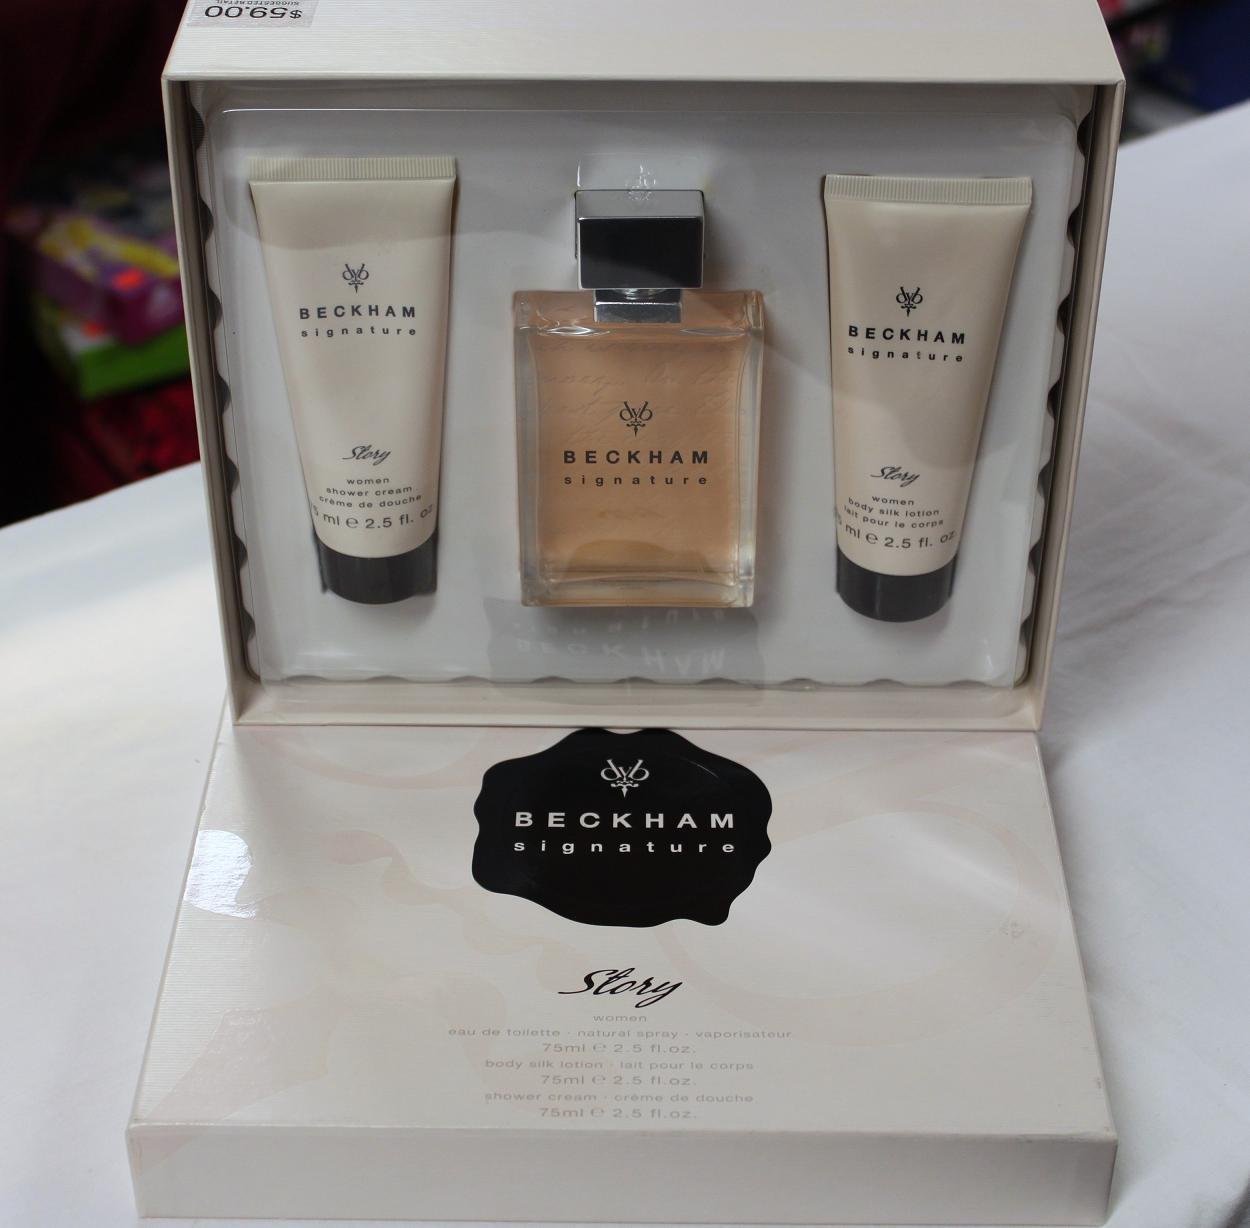 $59.00
SUGGESTED RETAIL
BECKHAM
signature
Story
women
shower cream
crème de douche
ml e 2.5 fl. oz
BECKHAM
signature
BECKHAM
signature
Story
women
body silk lotion
lait pour le corps
ml e 2.5 fl. oz
dvb
BECKHAM
signature
Story
women
eau de toilette · natural spray · vaporisateur
75ml e 2.5 fl.oz.
body silk lotion · lait pour le corps
75ml e 2.5 fl.oz.
shower cream · crème de douche
75ml e 2.5 fl.oz.